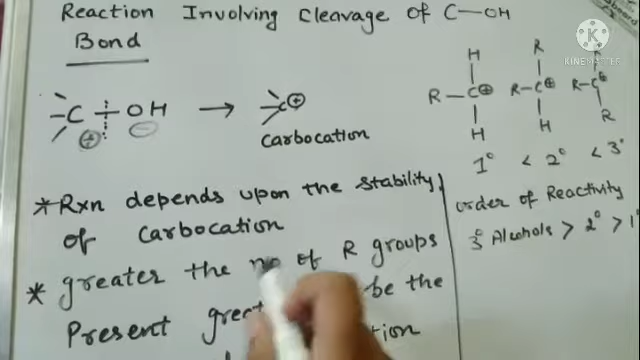 Reaction Involving Cleavage of C—OH
Bond
KINEMASTER
H R R
R—C⊕ R—C⊕ R—C⊕
H H R
1° < 2° < 3°
—C—OH → C⊕
⊕ ⊖
Carbocation
*Rxn depends upon the stability
of carbocation
* greater the no of R groups
Present be the
order of Reactivity
3° Alcohols > 2° > 1°